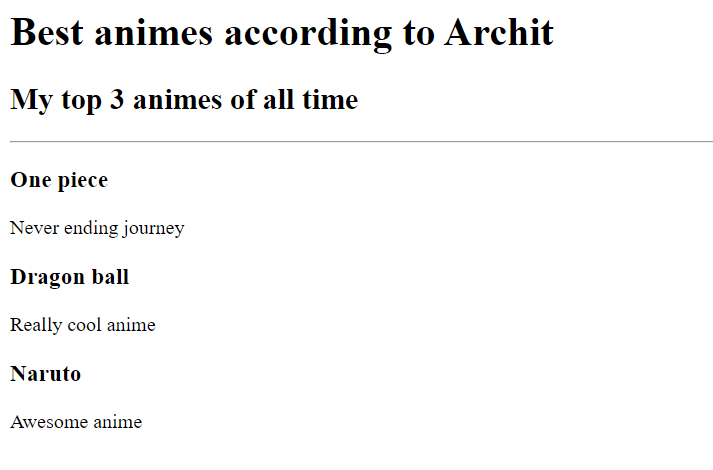 Best animes according to Archit
My top 3 animes of all time
One piece
Never ending journey
Dragon ball
Really cool anime
Naruto
Awesome anime